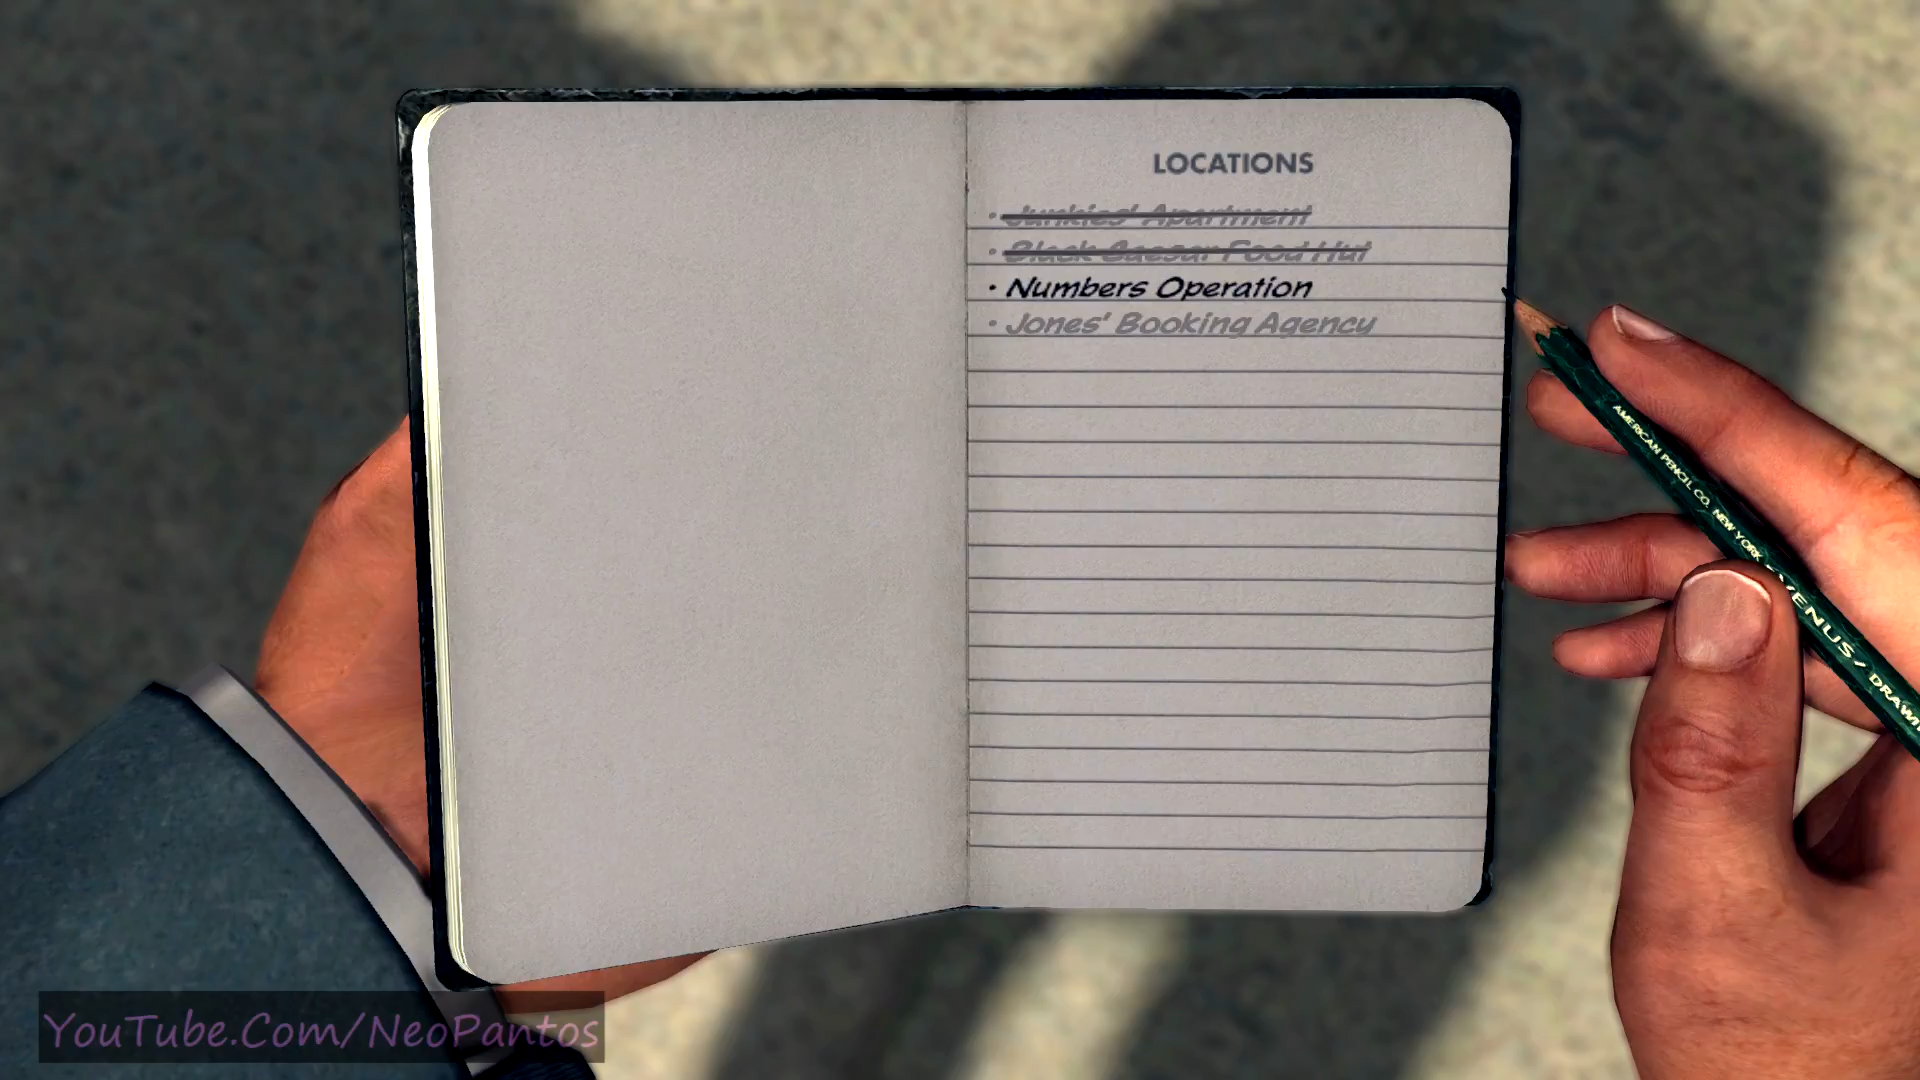 LOCATIONS
• Junkies' Apartment
• Black Caesar Food Hut
• Numbers Operation
• Jones' Booking Agency
AMERICAN PENCIL CO. NEW YORK VENUS / DRAW
YouTube.Com/NeoPantos